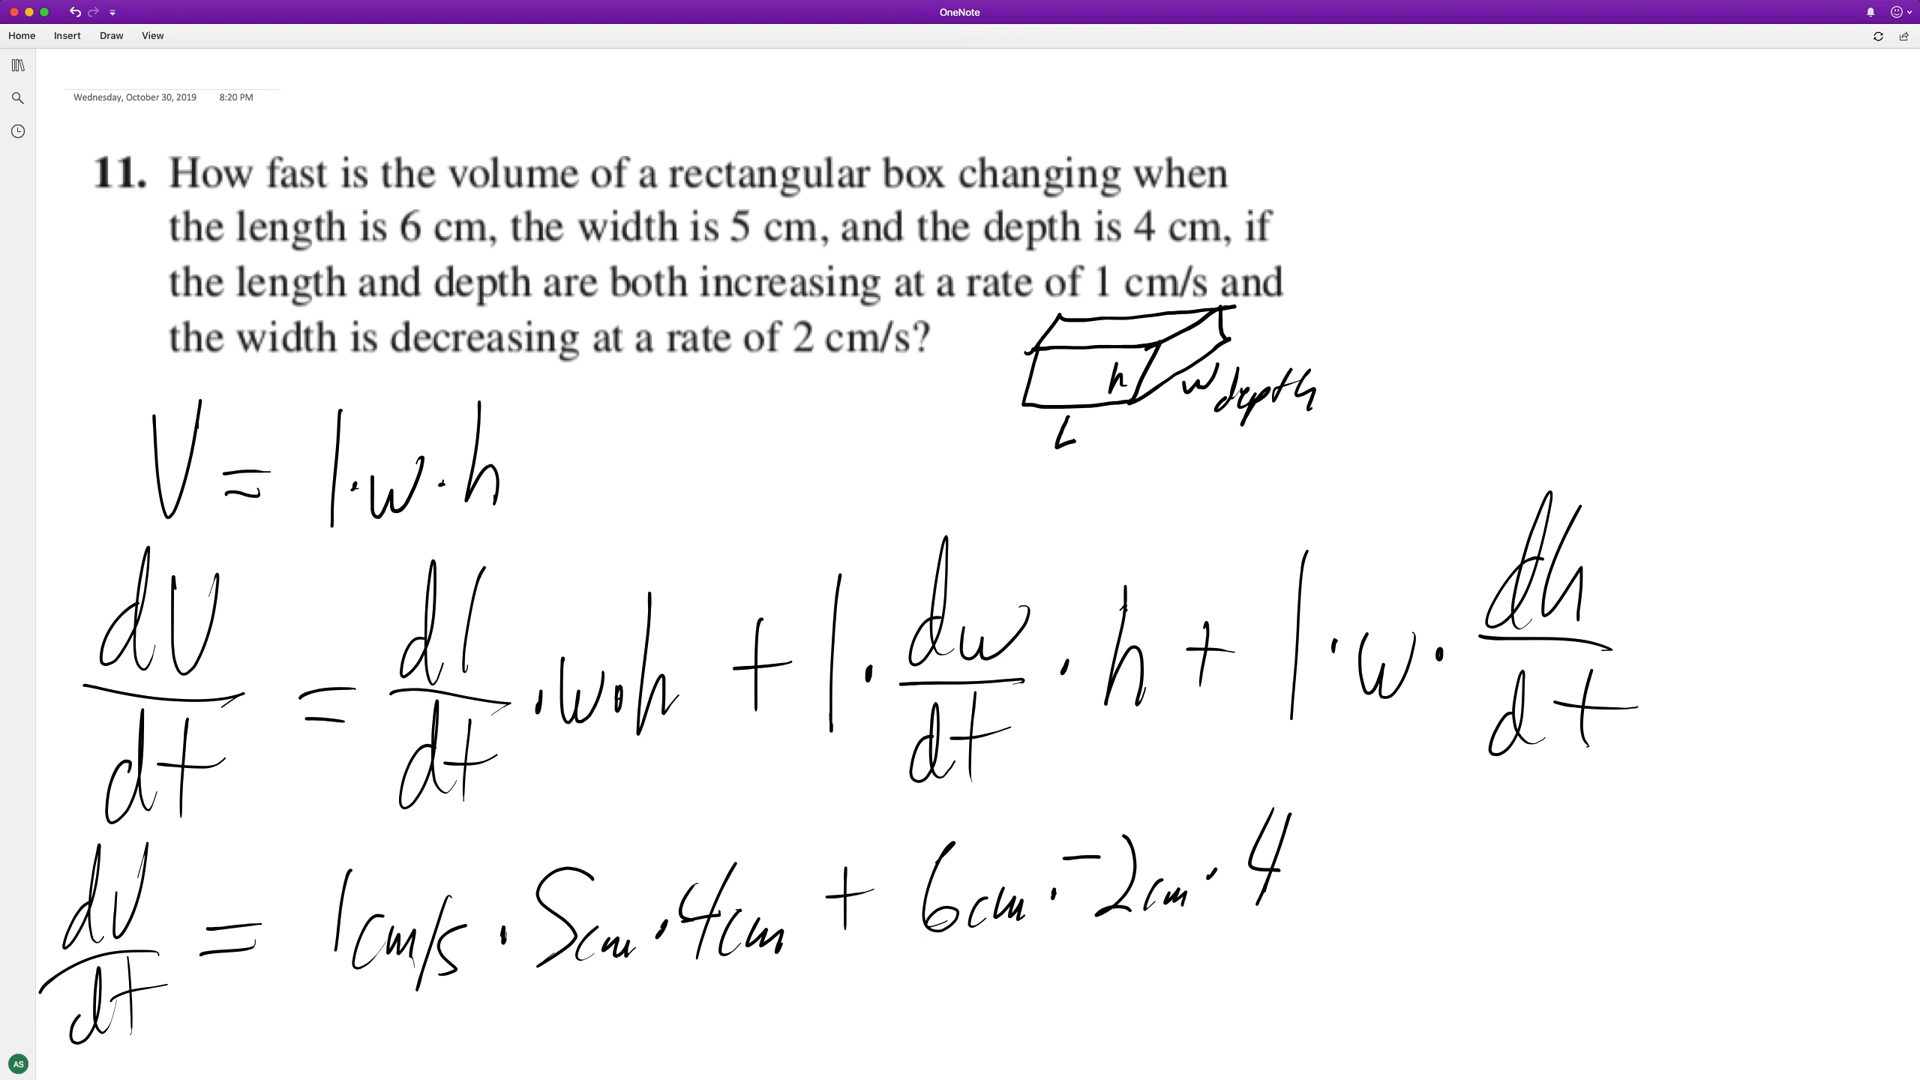 OneNote
Home Insert Draw View
Wednesday, October 30, 2019 8:20 PM
11. How fast is the volume of a rectangular box changing when
the length is 6 cm, the width is 5 cm, and the depth is 4 cm, if
the length and depth are both increasing at a rate of 1 cm/s and
the width is decreasing at a rate of 2 cm/s?
h w depth
L
V = l · w · h
dV/dt = dl/dt · w · h + l · dw/dt · h + l · w · dh/dt
dV/dt = 1cm/s · 5cm · 4cm + 6cm · -2cm · 4
AS